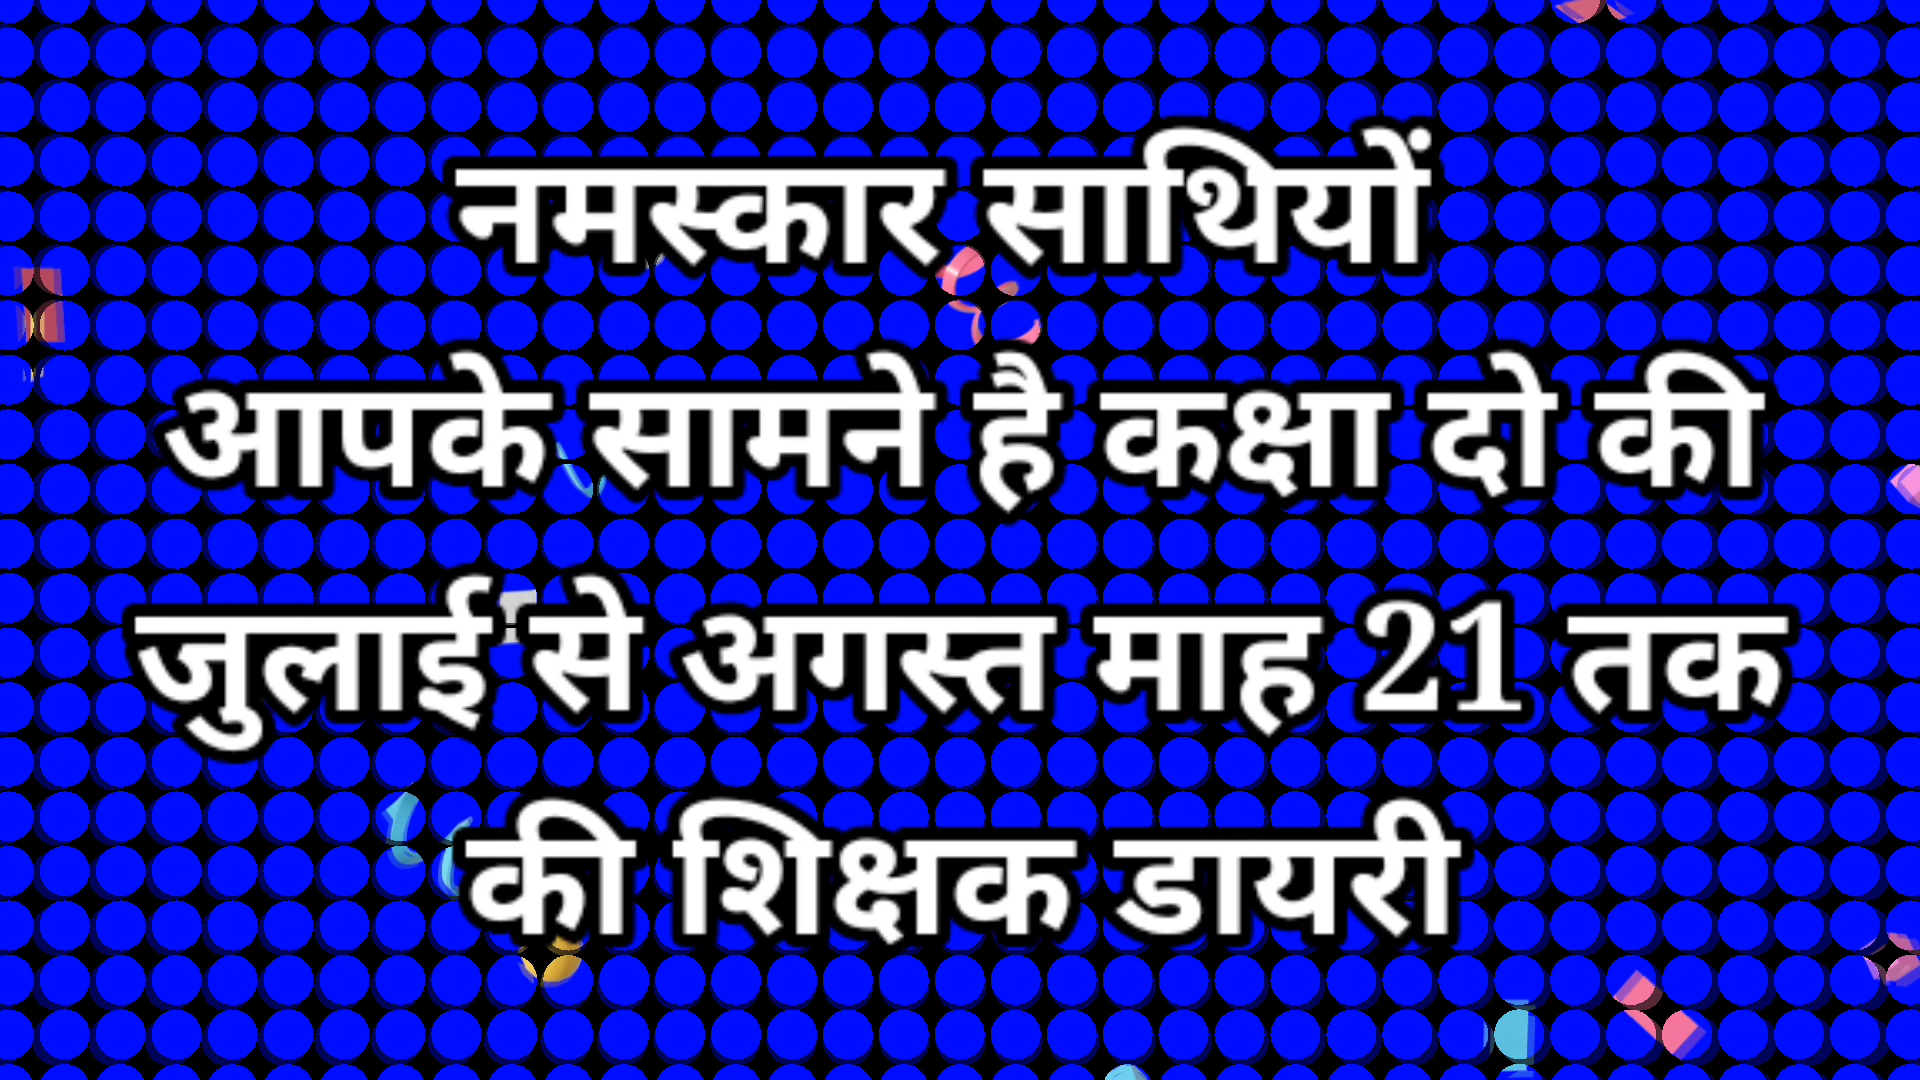 नमस्कार साथियों
आपके सामने है कक्षा दो की
जुलाई से अगस्त माह 21 तक
की शिक्षक डायरी